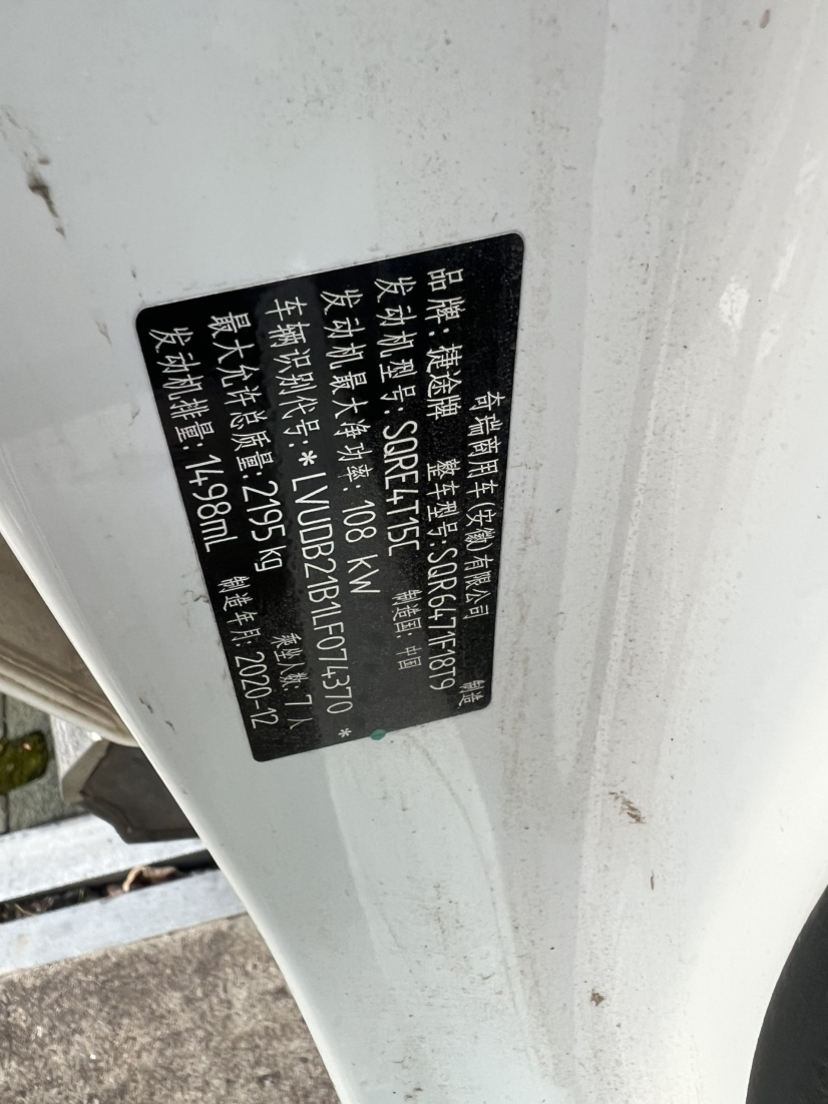 奇瑞商用车(安徽)有限公司 制造
品牌: 捷途牌 整车型号:SQR6471F18T9
发动机型号:SQRE4T15C 制造国: 中国
发动机最大净功率: 108 kW
车辆识别代号:*LVUDB21B1LF074370 *
最大允许总质量:2195kg 乘坐人数: 7 人
发动机排量:1498mL 制造年月: 2020-12